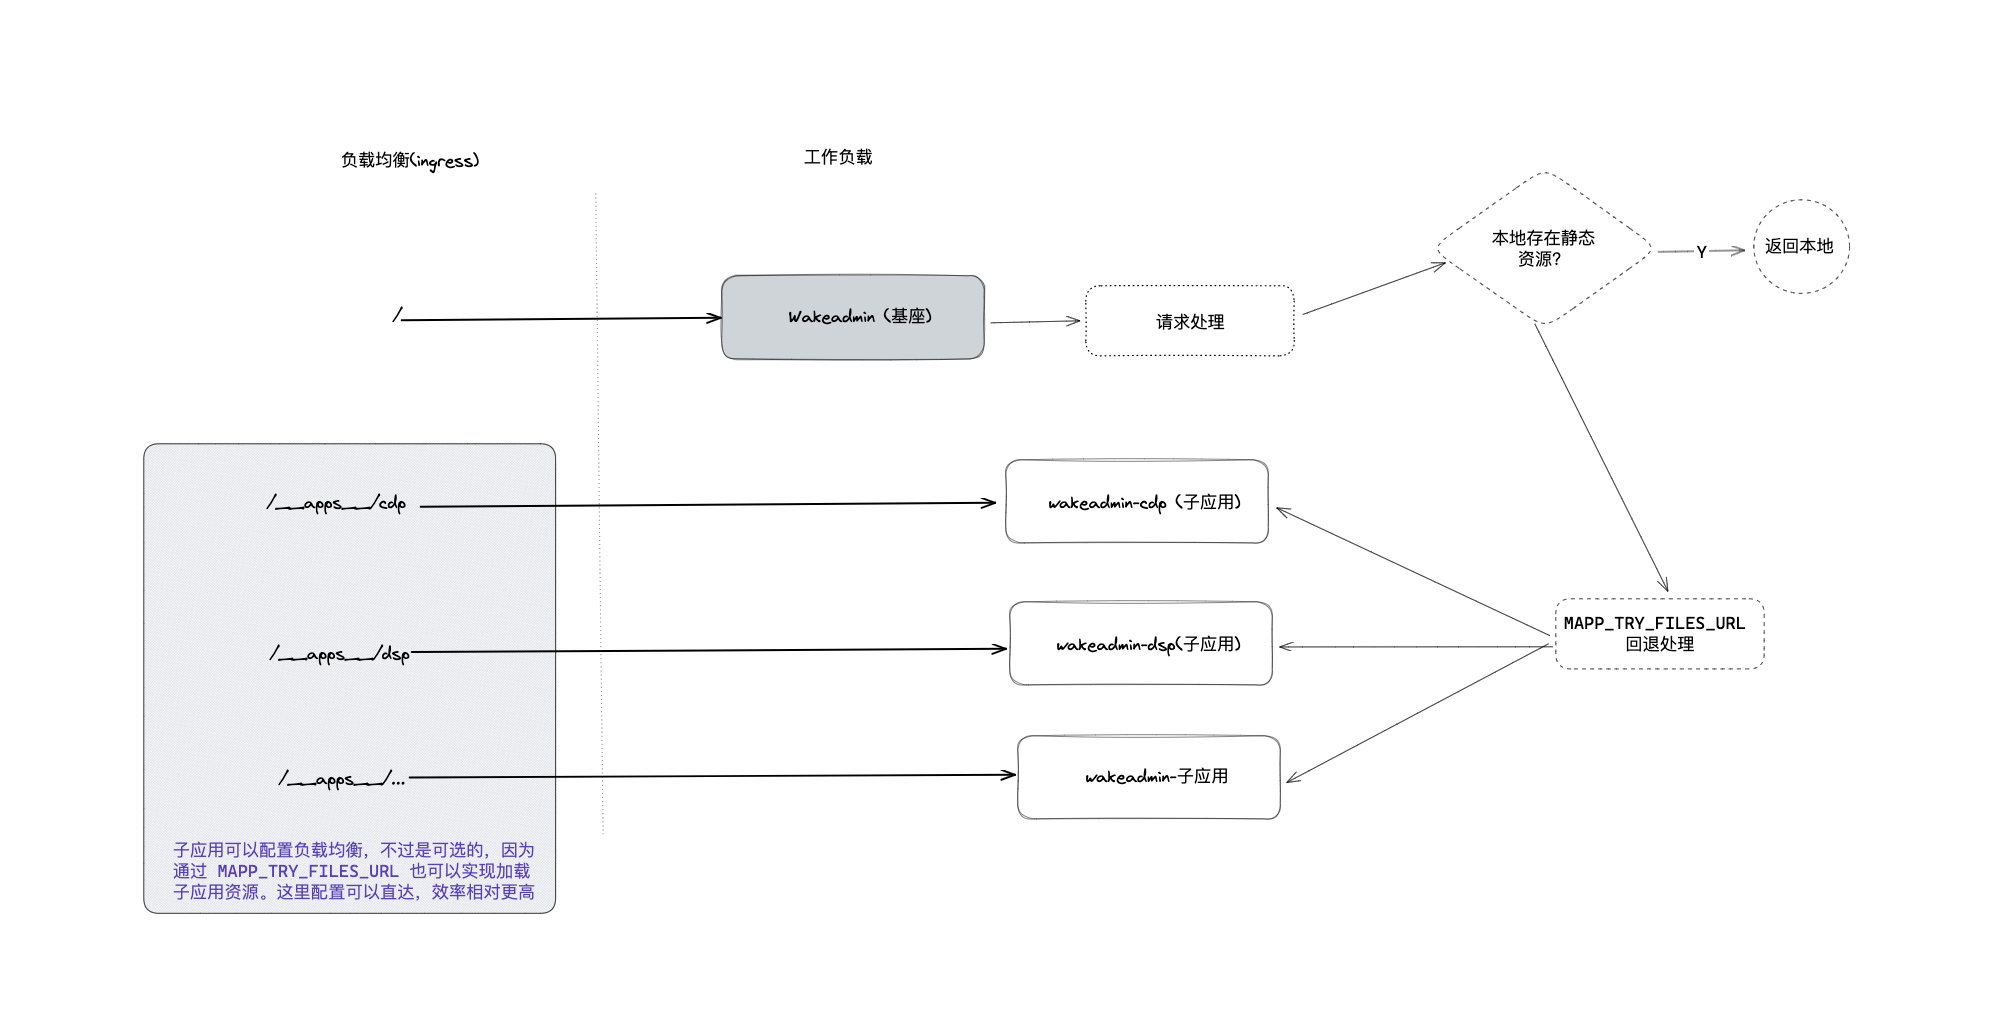 负载均衡(ingress)
工作负载
本地存在静态
资源?
Y
返回本地
/
Wakeadmin (基座)
请求处理
/__apps__/cdp
wakeadmin-cdp (子应用)
MAPP_TRY_FILES_URL
回退处理
/__apps__/dsp
wakeadmin-dsp(子应用)
/__apps__/...
wakeadmin-子应用
子应用可以配置负载均衡，不过是可选的，因为
通过 MAPP_TRY_FILES_URL 也可以实现加载
子应用资源。这里配置可以直达，效率相对更高